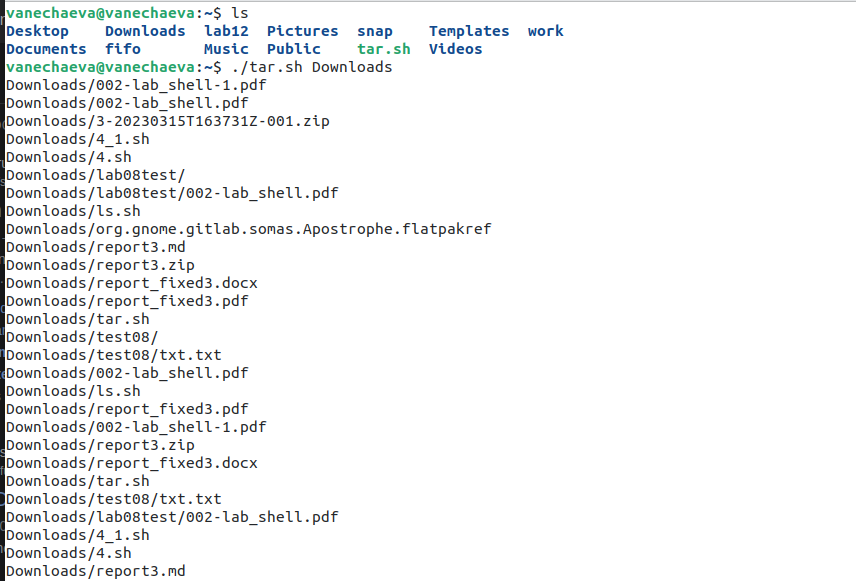 vanechaeva@vanechaeva:~$ ls
Desktop    Downloads  lab12  Pictures  snap    Templates  work
Documents  fifo       Music  Public    tar.sh  Videos
vanechaeva@vanechaeva:~$ ./tar.sh Downloads
Downloads/002-lab_shell-1.pdf
Downloads/002-lab_shell.pdf
Downloads/3-20230315T163731Z-001.zip
Downloads/4_1.sh
Downloads/4.sh
Downloads/lab08test/
Downloads/lab08test/002-lab_shell.pdf
Downloads/ls.sh
Downloads/org.gnome.gitlab.somas.Apostrophe.flatpakref
Downloads/report3.md
Downloads/report3.zip
Downloads/report_fixed3.docx
Downloads/report_fixed3.pdf
Downloads/tar.sh
Downloads/test08/
Downloads/test08/txt.txt
Downloads/002-lab_shell.pdf
Downloads/ls.sh
Downloads/report_fixed3.pdf
Downloads/002-lab_shell-1.pdf
Downloads/report3.zip
Downloads/report_fixed3.docx
Downloads/tar.sh
Downloads/test08/txt.txt
Downloads/lab08test/002-lab_shell.pdf
Downloads/4_1.sh
Downloads/4.sh
Downloads/report3.md